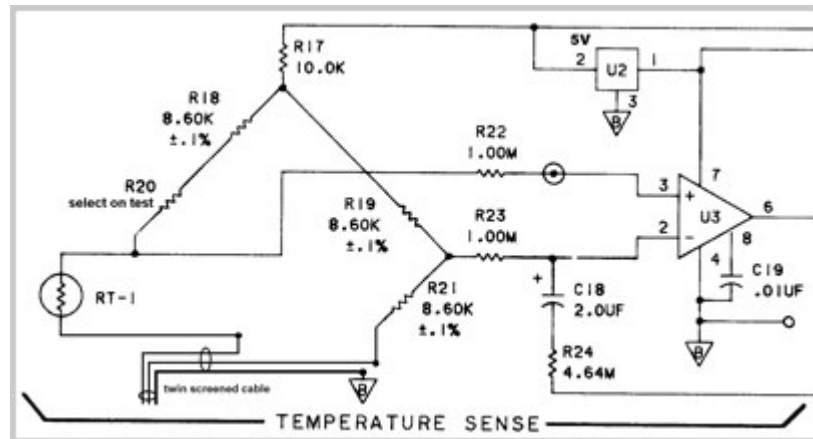 R17
10.0K
5V
2
U2
1
3
B
R18
8.60K
±.1%
R22
1.00M
R20
select on test
R19
8.60K
±.1%
R23
1.00M
3
+
7
U3
6
2
-
8
4
C19
.01UF
RT-1
R21
8.60K
±.1%
+
C18
2.0UF
R24
4.64M
B
B
twin screened cable
TEMPERATURE SENSE